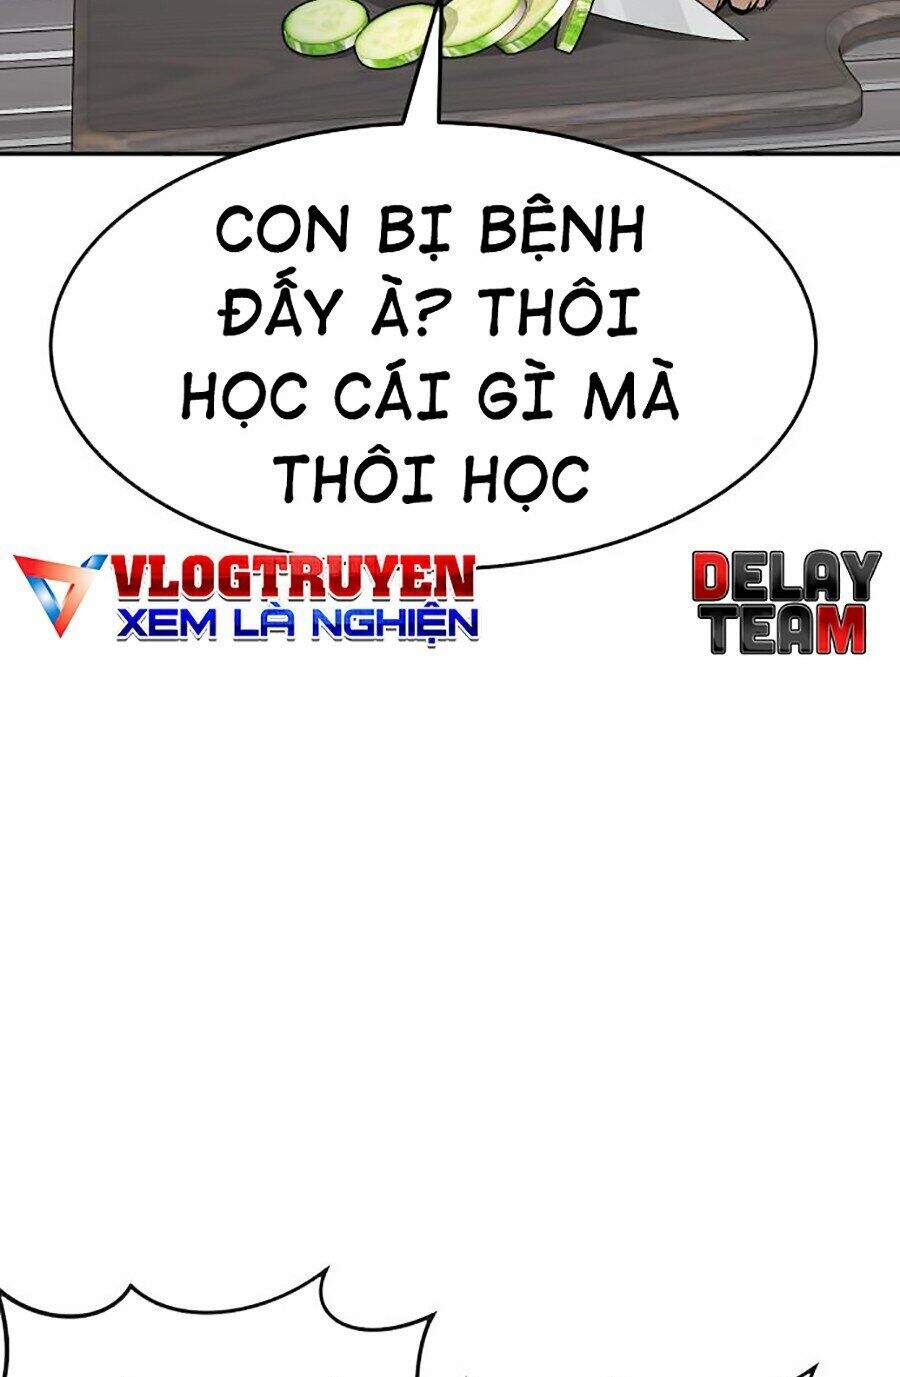 CON BỊ BỆNH
ĐẤY À? THÔI
HỌC CÁI GÌ MÀ
THÔI HỌC
VLOGTRUYEN
XEM LÀ NGHIỆN
DELAY
TEAM